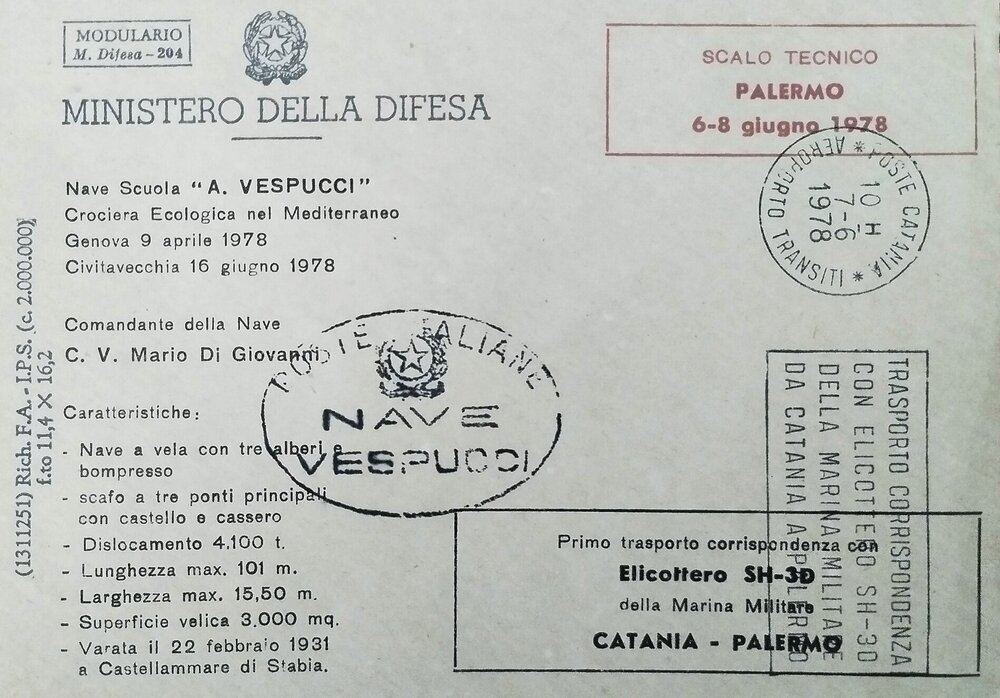 MODULARIO
M. Difesa - 204
MINISTERO DELLA DIFESA
SCALO TECNICO
PALERMO
6-8 giugno 1978
Nave Scuola "A. VESPUCCI"
Crociera Ecologica nel Mediterraneo
Genova 9 aprile 1978
Civitavecchia 16 giugno 1978
POSTE CATANIA * AEROPORTO TRANSITI *
10 H
7-6
1978
Comandante della Nave
C. V. Mario Di Giovanni
POSTE ITALIANE
NAVE
VESPUCCI
Caratteristiche:
- Nave a vela con tre alberi e
bompresso
- scafo a tre ponti principali
con castello e cassero
- Dislocamento 4.100 t.
- Lunghezza max. 101 m.
- Larghezza max. 15,50 m.
- Superficie velica 3.000 mq.
- Varata il 22 febbraio 1931
a Castellammare di Stabia.
TRASPORTO CORRISPONDENZA
CON ELICOTTERO SH-3D
DELLA MARINA MILITARE
DA CATANIA A PALERMO
Primo trasporto corrispondenza con
Elicottero SH-3D
della Marina Militare
CATANIA - PALERMO
(1311251) Rich. F.A. - I.P.S. (c. 2.000.000)
f.to 11,4 × 16,2